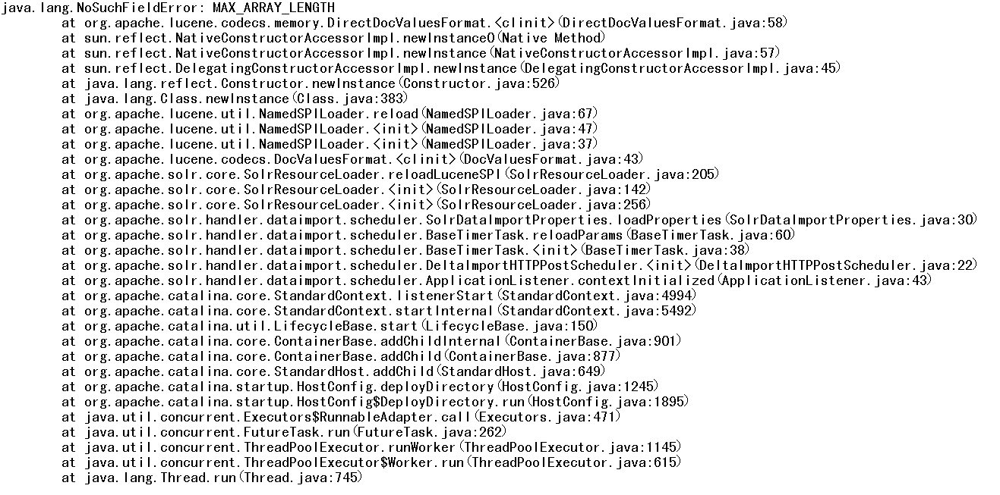 java.lang.NoSuchFieldError: MAX_ARRAY_LENGTH
at org.apache.lucene.codecs.memory.DirectDocValuesFormat.<clinit>(DirectDocValuesFormat.java:58)
at sun.reflect.NativeConstructorAccessorImpl.newInstance0(Native Method)
at sun.reflect.NativeConstructorAccessorImpl.newInstance(NativeConstructorAccessorImpl.java:57)
at sun.reflect.DelegatingConstructorAccessorImpl.newInstance(DelegatingConstructorAccessorImpl.java:45)
at java.lang.reflect.Constructor.newInstance(Constructor.java:526)
at java.lang.Class.newInstance(Class.java:383)
at org.apache.lucene.util.NamedSPILoader.reload(NamedSPILoader.java:67)
at org.apache.lucene.util.NamedSPILoader.<init>(NamedSPILoader.java:47)
at org.apache.lucene.util.NamedSPILoader.<init>(NamedSPILoader.java:37)
at org.apache.lucene.codecs.DocValuesFormat.<clinit>(DocValuesFormat.java:43)
at org.apache.solr.core.SolrResourceLoader.reloadLuceneSPI(SolrResourceLoader.java:205)
at org.apache.solr.core.SolrResourceLoader.<init>(SolrResourceLoader.java:142)
at org.apache.solr.core.SolrResourceLoader.<init>(SolrResourceLoader.java:256)
at org.apache.solr.handler.dataimport.scheduler.SolrDataImportProperties.loadProperties(SolrDataImportProperties.java:30)
at org.apache.solr.handler.dataimport.scheduler.BaseTimerTask.reloadParams(BaseTimerTask.java:60)
at org.apache.solr.handler.dataimport.scheduler.BaseTimerTask.<init>(BaseTimerTask.java:38)
at org.apache.solr.handler.dataimport.scheduler.DeltaImportHTTPPostScheduler.<init>(DeltaImportHTTPPostScheduler.java:22)
at org.apache.solr.handler.dataimport.scheduler.ApplicationListener.contextInitialized(ApplicationListener.java:43)
at org.apache.catalina.core.StandardContext.listenerStart(StandardContext.java:4994)
at org.apache.catalina.core.StandardContext.startInternal(StandardContext.java:5492)
at org.apache.catalina.util.LifecycleBase.start(LifecycleBase.java:150)
at org.apache.catalina.core.ContainerBase.addChildInternal(ContainerBase.java:901)
at org.apache.catalina.core.ContainerBase.addChild(ContainerBase.java:877)
at org.apache.catalina.core.StandardHost.addChild(StandardHost.java:649)
at org.apache.catalina.startup.HostConfig.deployDirectory(HostConfig.java:1245)
at org.apache.catalina.startup.HostConfig$DeployDirectory.run(HostConfig.java:1895)
at java.util.concurrent.Executors$RunnableAdapter.call(Executors.java:471)
at java.util.concurrent.FutureTask.run(FutureTask.java:262)
at java.util.concurrent.ThreadPoolExecutor.runWorker(ThreadPoolExecutor.java:1145)
at java.util.concurrent.ThreadPoolExecutor$Worker.run(ThreadPoolExecutor.java:615)
at java.lang.Thread.run(Thread.java:745)